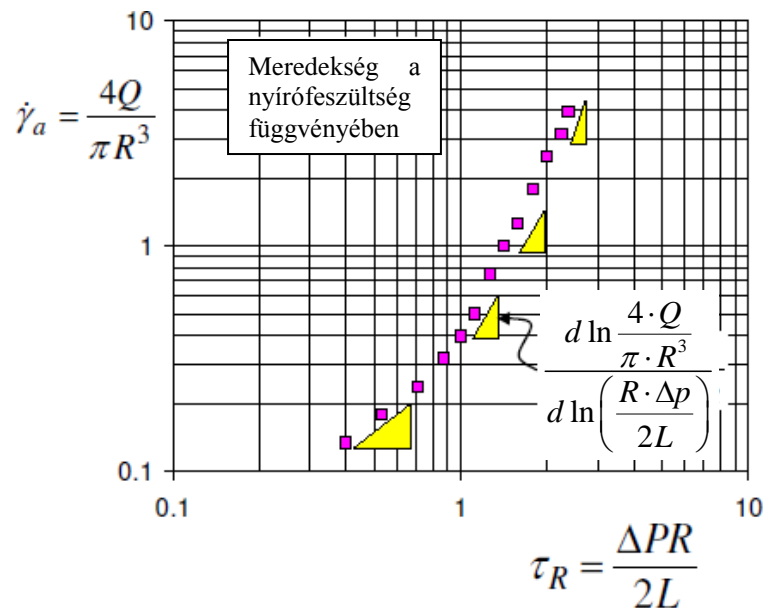 10
Meredekség a
nyírófeszültség
függvényében
γ̇ₐ = 4Q / πR³
1
d ln (4·Q / π·R³) / d ln (R·Δp / 2L)
0.1
0.1 1 10
τ_R = ΔPR / 2L